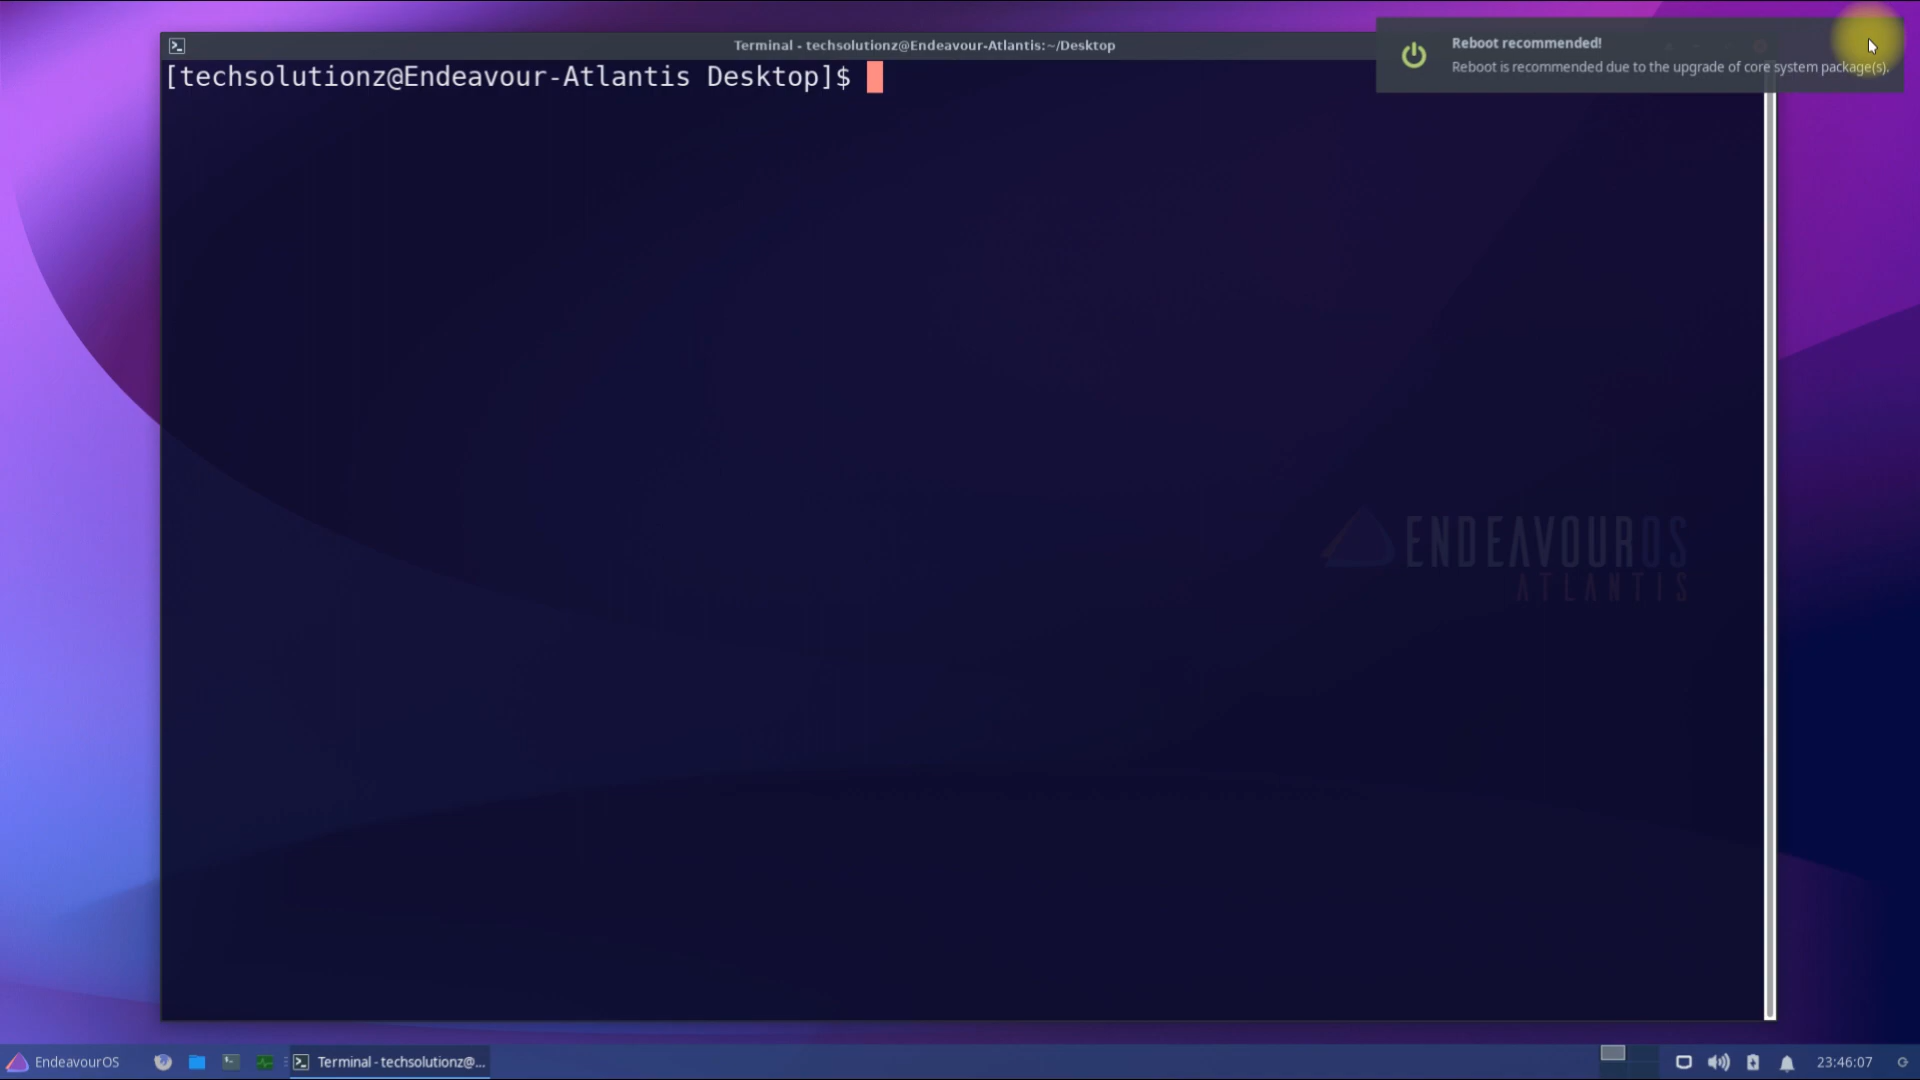 Terminal - techsolutionz@Endeavour-Atlantis:~/Desktop
Reboot recommended!
Reboot is recommended due to the upgrade of core system package(s).
[techsolutionz@Endeavour-Atlantis Desktop]$
ENDEAVOUROS
ATLANTIS
EndeavourOS
Terminal - techsolutionz@...
23:46:07